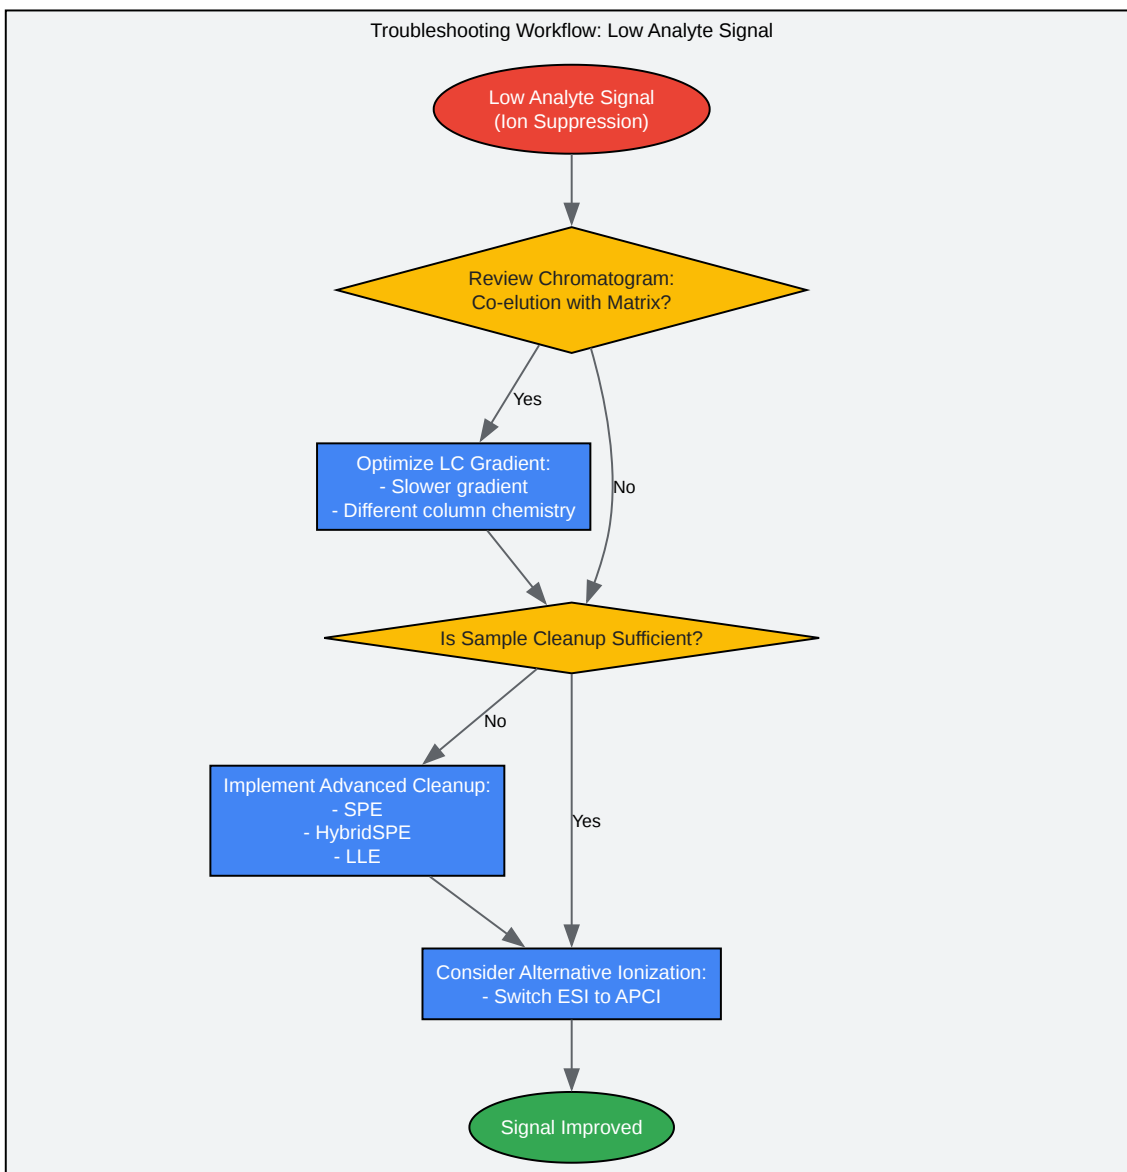 Troubleshooting Workflow: Low Analyte Signal
Low Analyte Signal
(Ion Suppression)
Review Chromatogram:
Co-elution with Matrix?
Yes
Optimize LC Gradient:
- Slower gradient
- Different column chemistry
No
Is Sample Cleanup Sufficient?
No
Implement Advanced Cleanup:
- SPE
- HybridSPE
- LLE
Yes
Consider Alternative Ionization:
- Switch ESI to APCI
Signal Improved